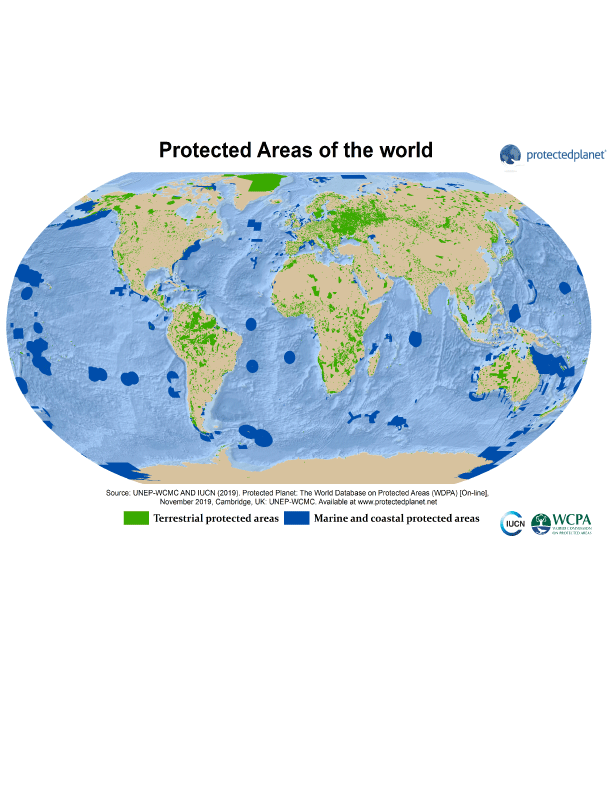 Protected Areas of the world
protectedplanet
Source: UNEP-WCMC AND IUCN (2019). Protected Planet: The World Database on Protected Areas (WDPA) [On-line],
November 2019, Cambridge, UK: UNEP-WCMC. Available at www.protectedplanet.net
Terrestrial protected areas
Marine and coastal protected areas
IUCN
WCPA
WORLD COMMISSION
ON PROTECTED AREAS